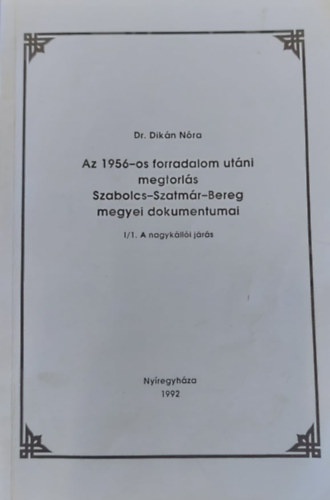 Dr. Dikán Nóra
Az 1956-os forradalom utáni
megtorlás
Szabolcs-Szatmár-Bereg
megyei dokumentumai
I/1. A nagykállói járás
Nyíregyháza
1992